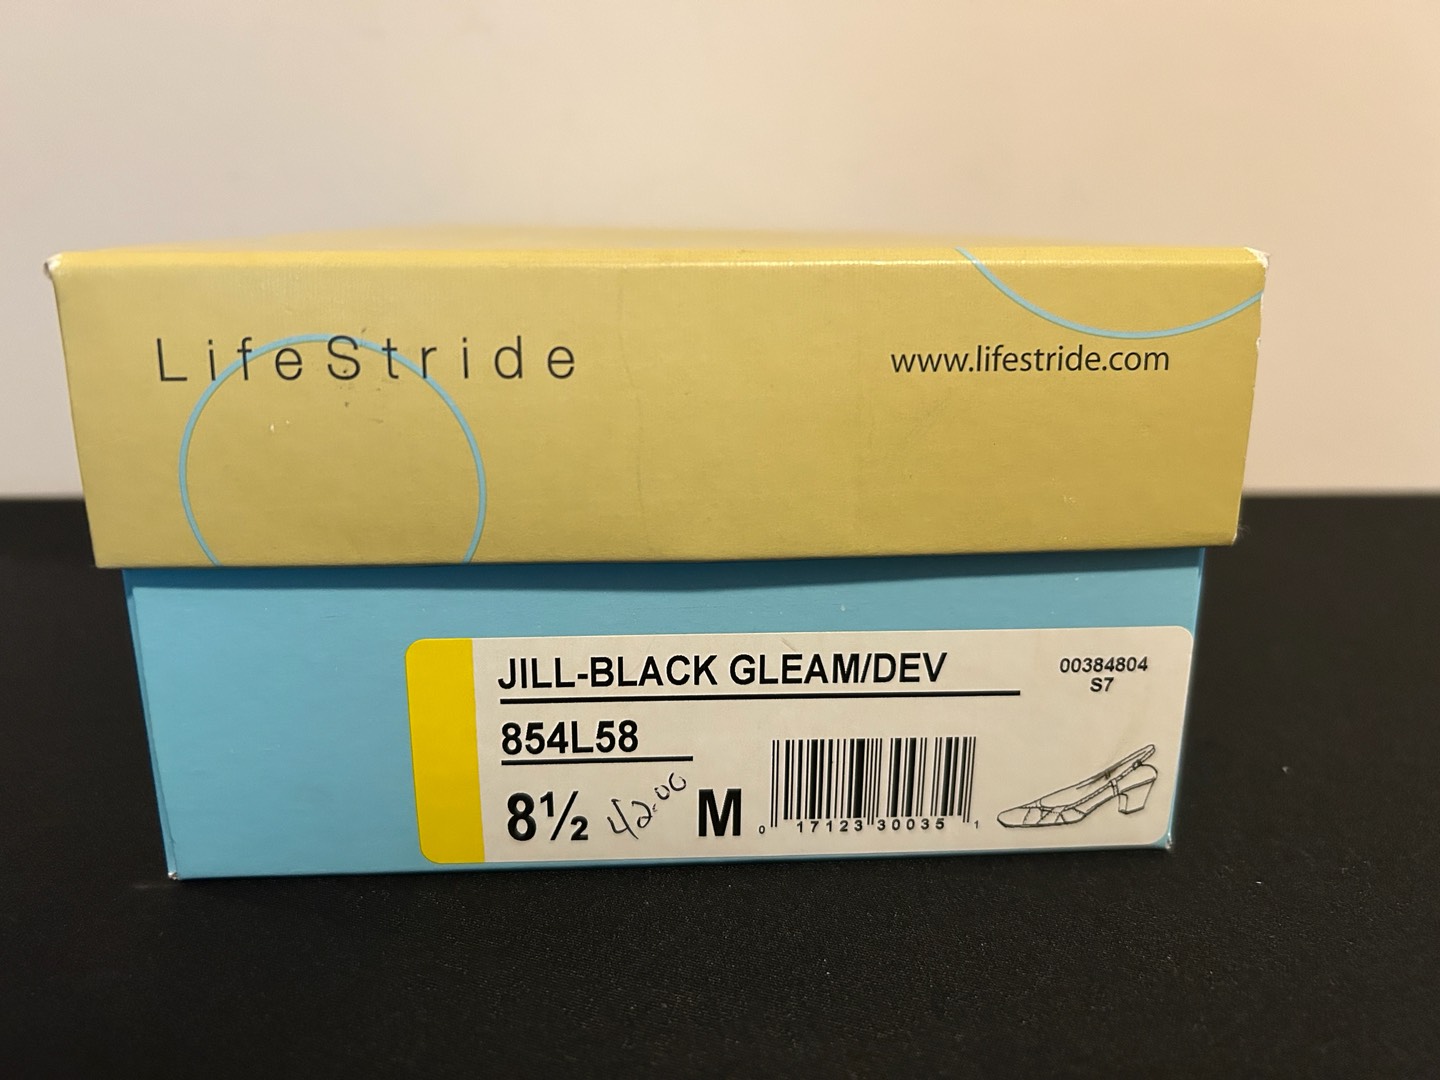 LifeStride
www.lifestride.com
JILL-BLACK GLEAM/DEV
00384804
S7
854L58
8½ 42.00 M
0 17123 30035 1